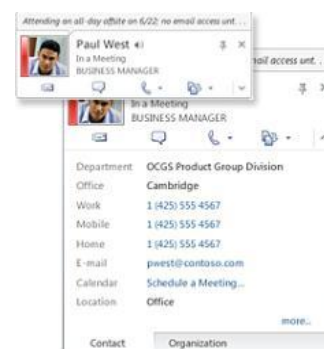 Attending an all-day offsite on 6/22; no email access unt. . .
Paul West
In a Meeting
BUSINESS MANAGER
mail access unt. .
In a Meeting
BUSINESS MANAGER
Department OCGS Product Group Division
Office Cambridge
Work 1 (425) 555 4567
Mobile 1 (425) 555 4567
Home 1 (425) 555 4567
E-mail pwest@contoso.com
Calendar Schedule a Meeting...
Location Office
more..
Contact Organization